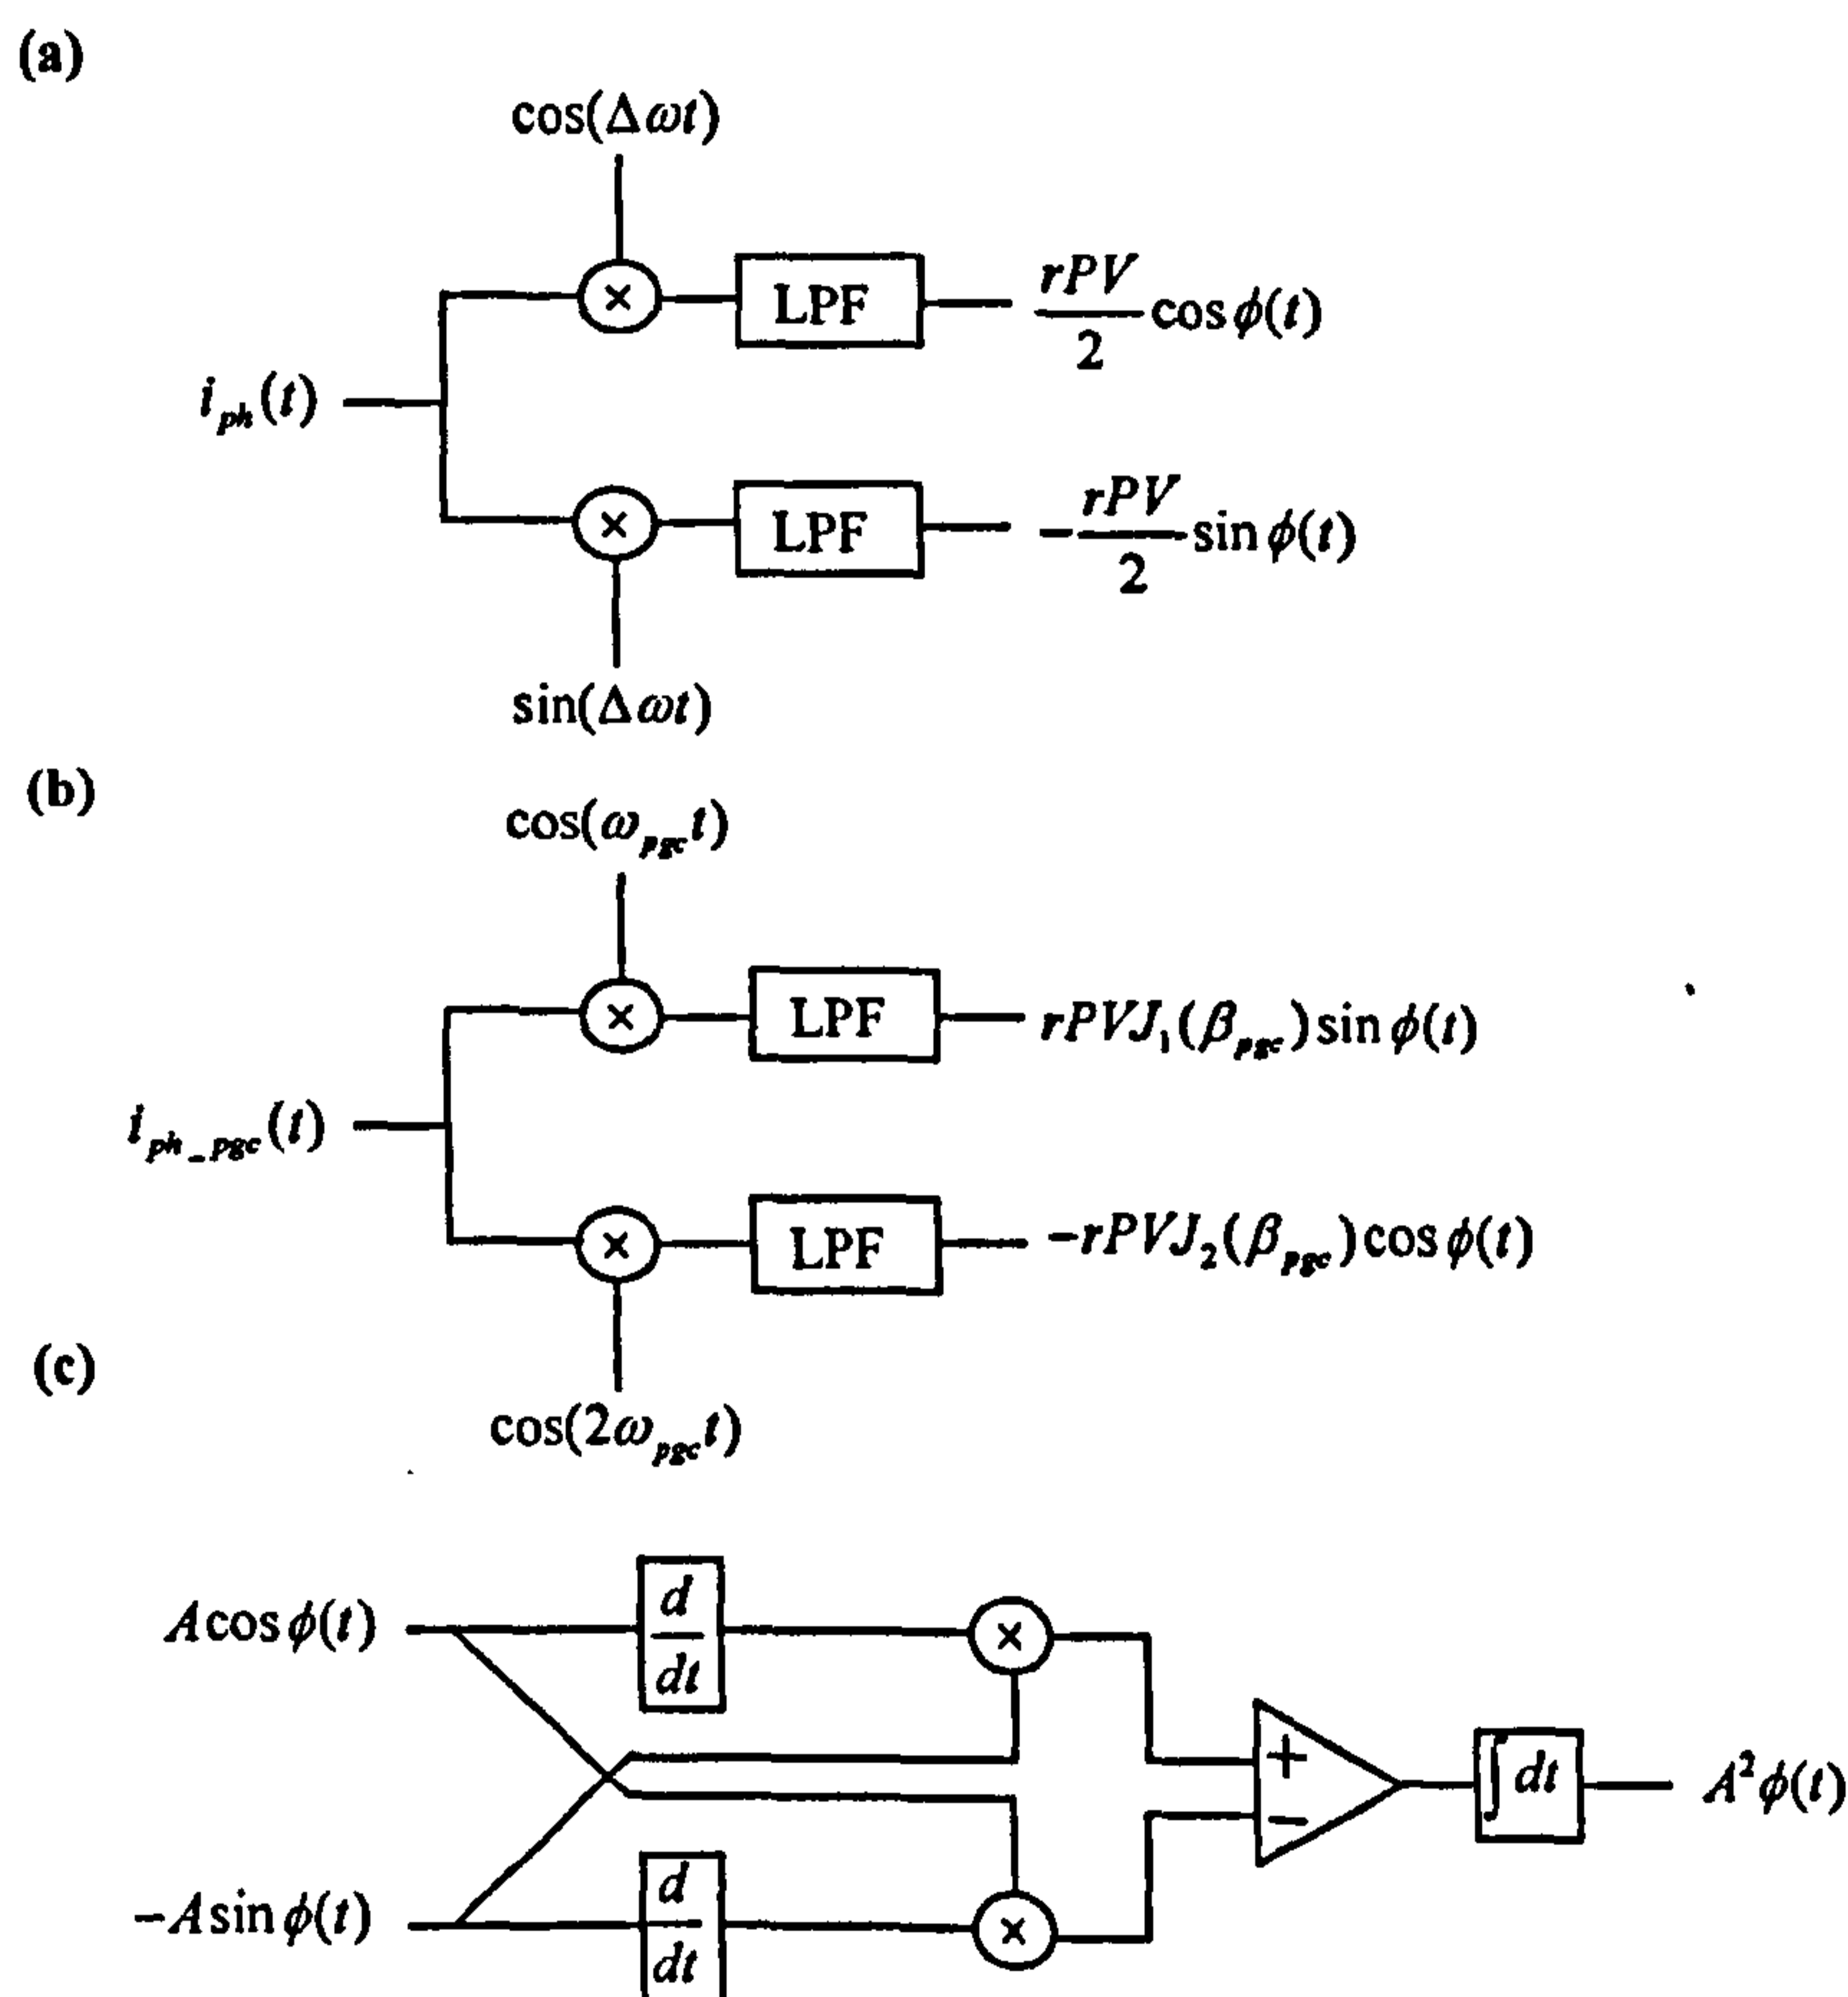 (a)
cos(Δωt)
×
LPF
rPV/2 cos ϕ(t)
i_ph(t)
×
LPF
−rPV/2 sin ϕ(t)
sin(Δωt)
(b)
cos(ω_pgc t)
×
LPF
rPVJ₁(β_pgc)sin ϕ(t)
i_ph_pgc(t)
×
LPF
−rPVJ₂(β_pgc)cos ϕ(t)
(c)
cos(2ω_pgc t)
A cos ϕ(t)
d/dt
×
+
−
∫dt
A²ϕ(t)
−A sin ϕ(t)
d/dt
×